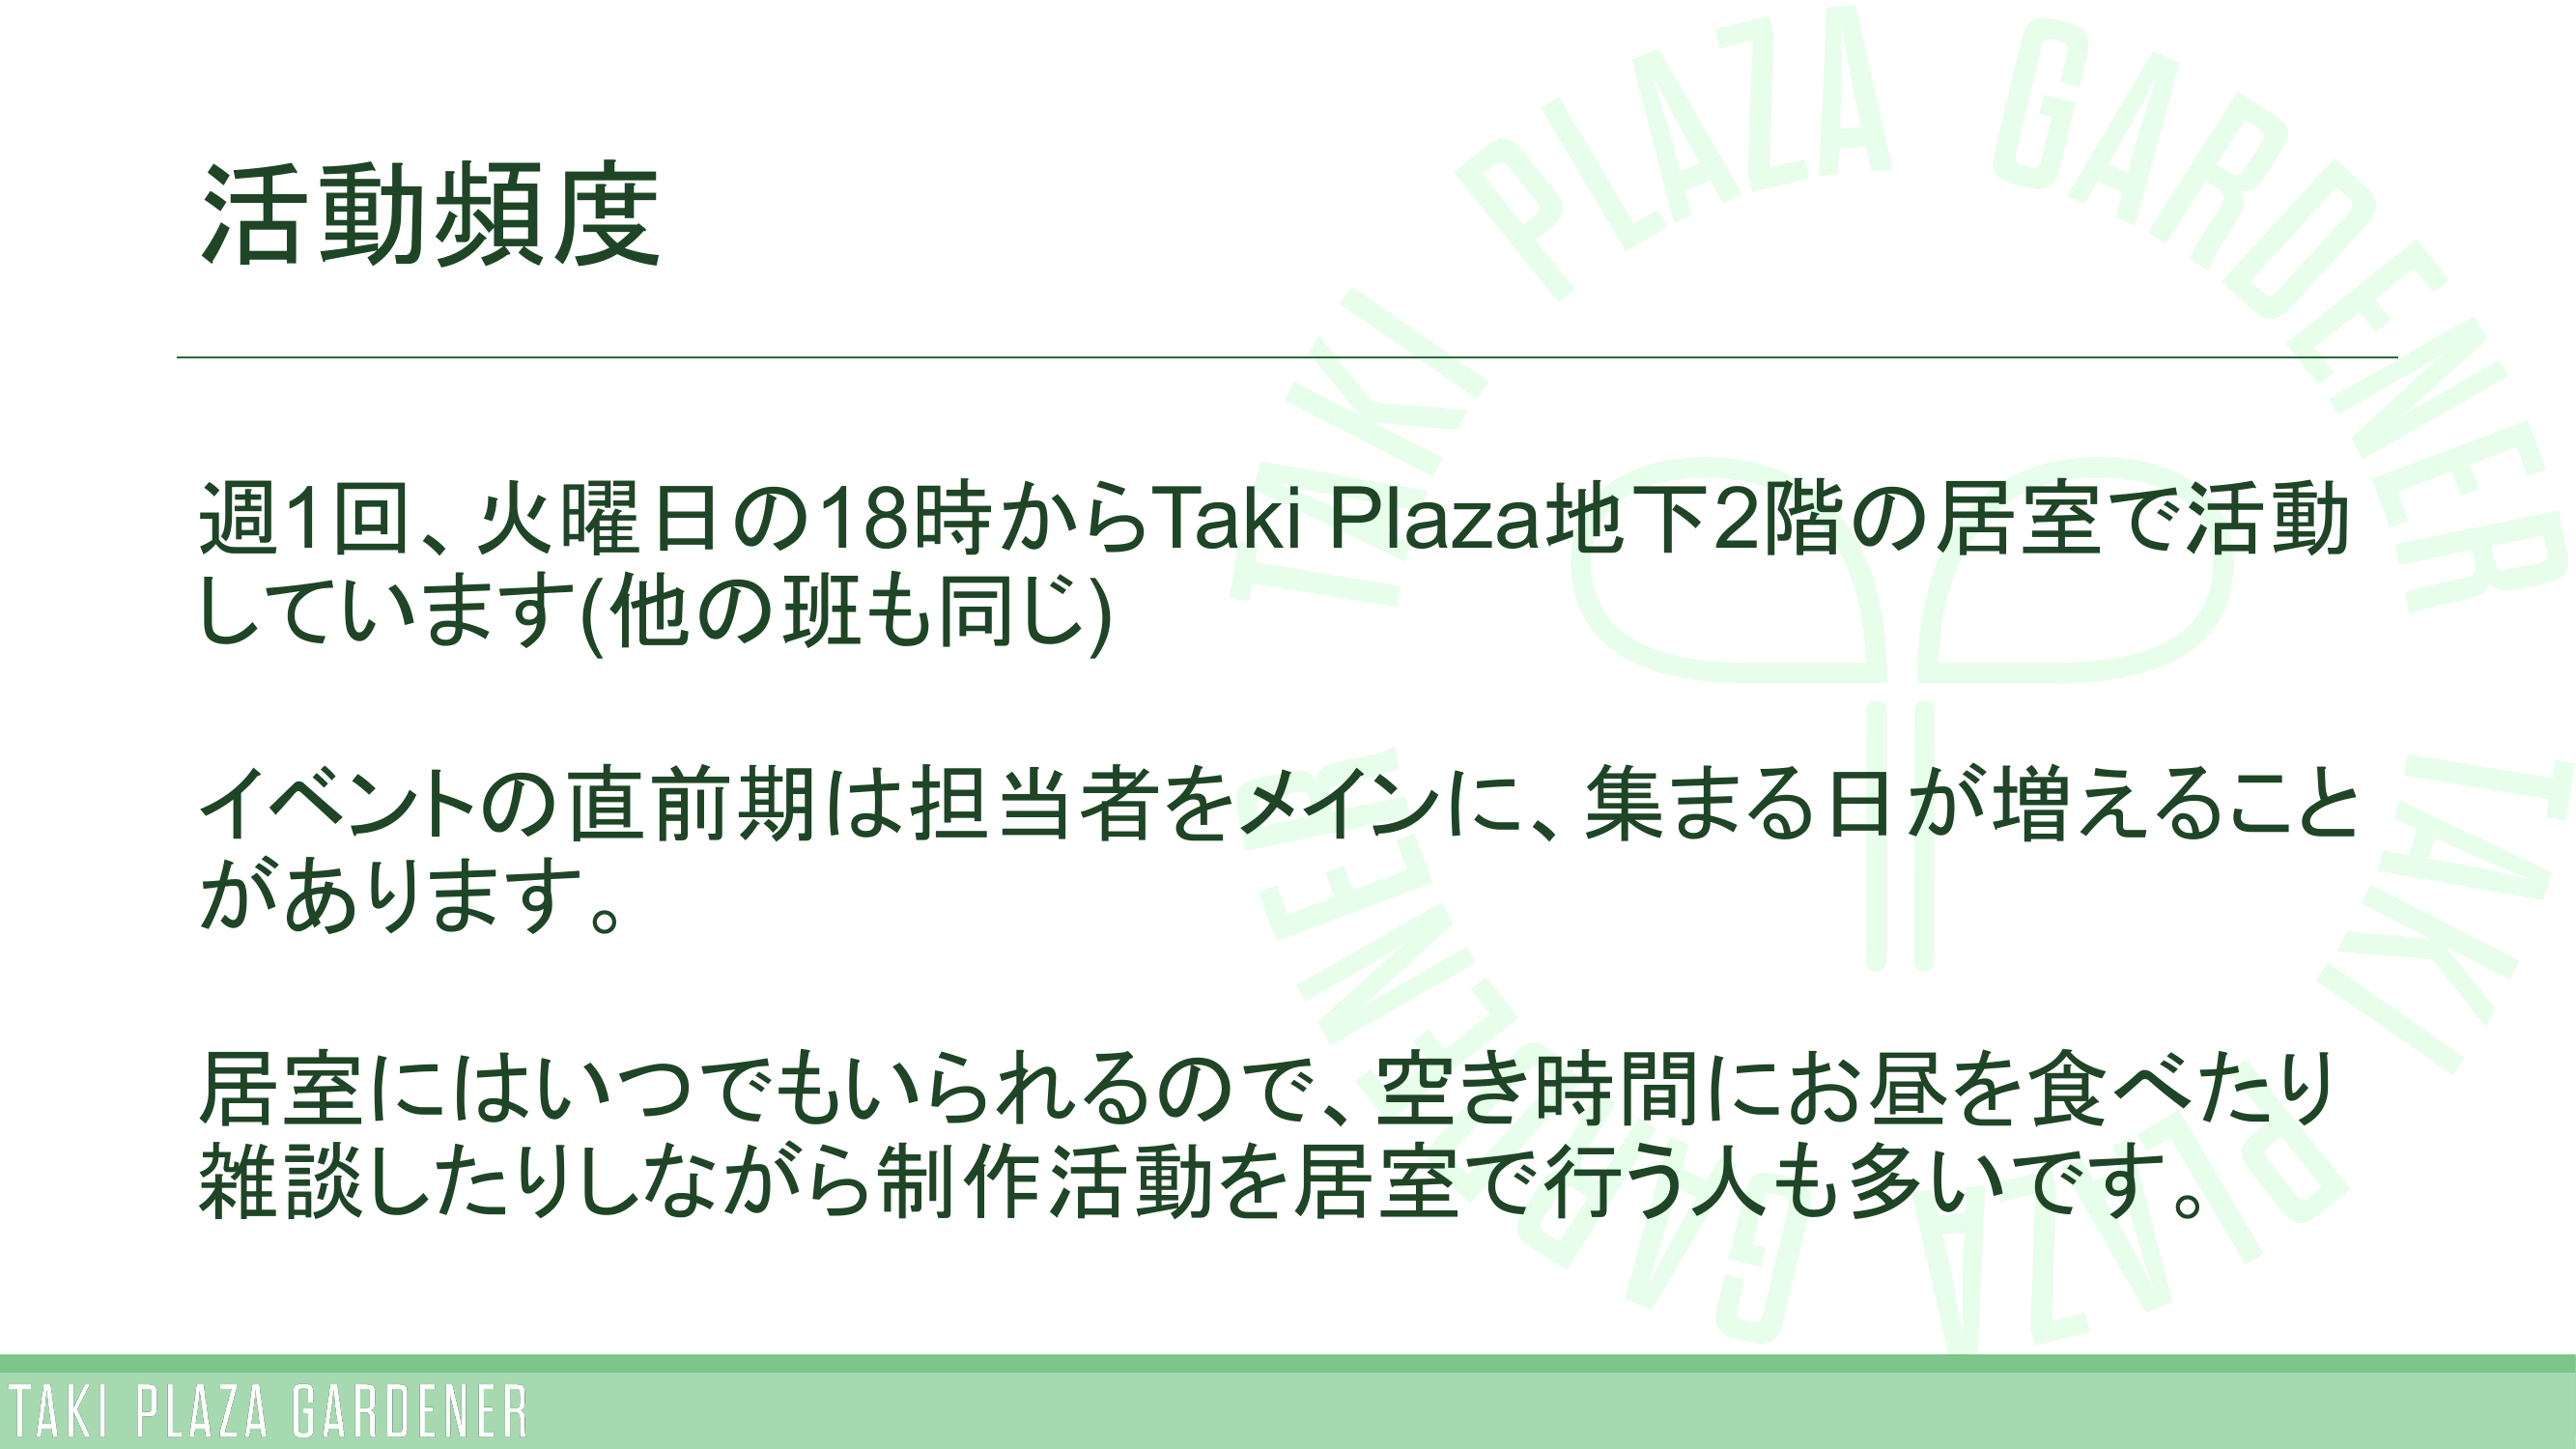 活動頻度
週1回、火曜日の18時からTaki Plaza地下2階の居室で活動
しています(他の班も同じ)
イベントの直前期は担当者をメインに、集まる日が増えること
があります。
居室にはいつでもいられるので、空き時間にお昼を食べたり
雑談したりしながら制作活動を居室で行う人も多いです。
TAKI PLAZA GARDENER
TAKI PLAZA GARDENER
TAKI PLAZA GARDENER